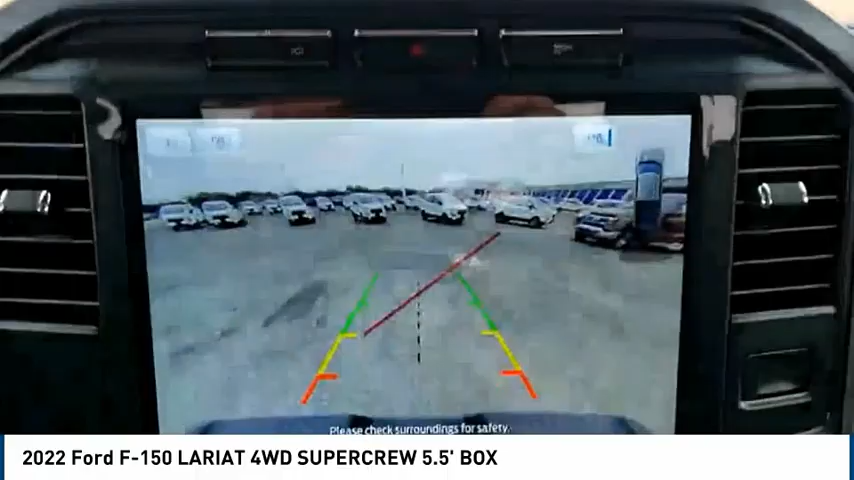 Please check surroundings for safety.
2022 Ford F-150 LARIAT 4WD SUPERCREW 5.5' BOX